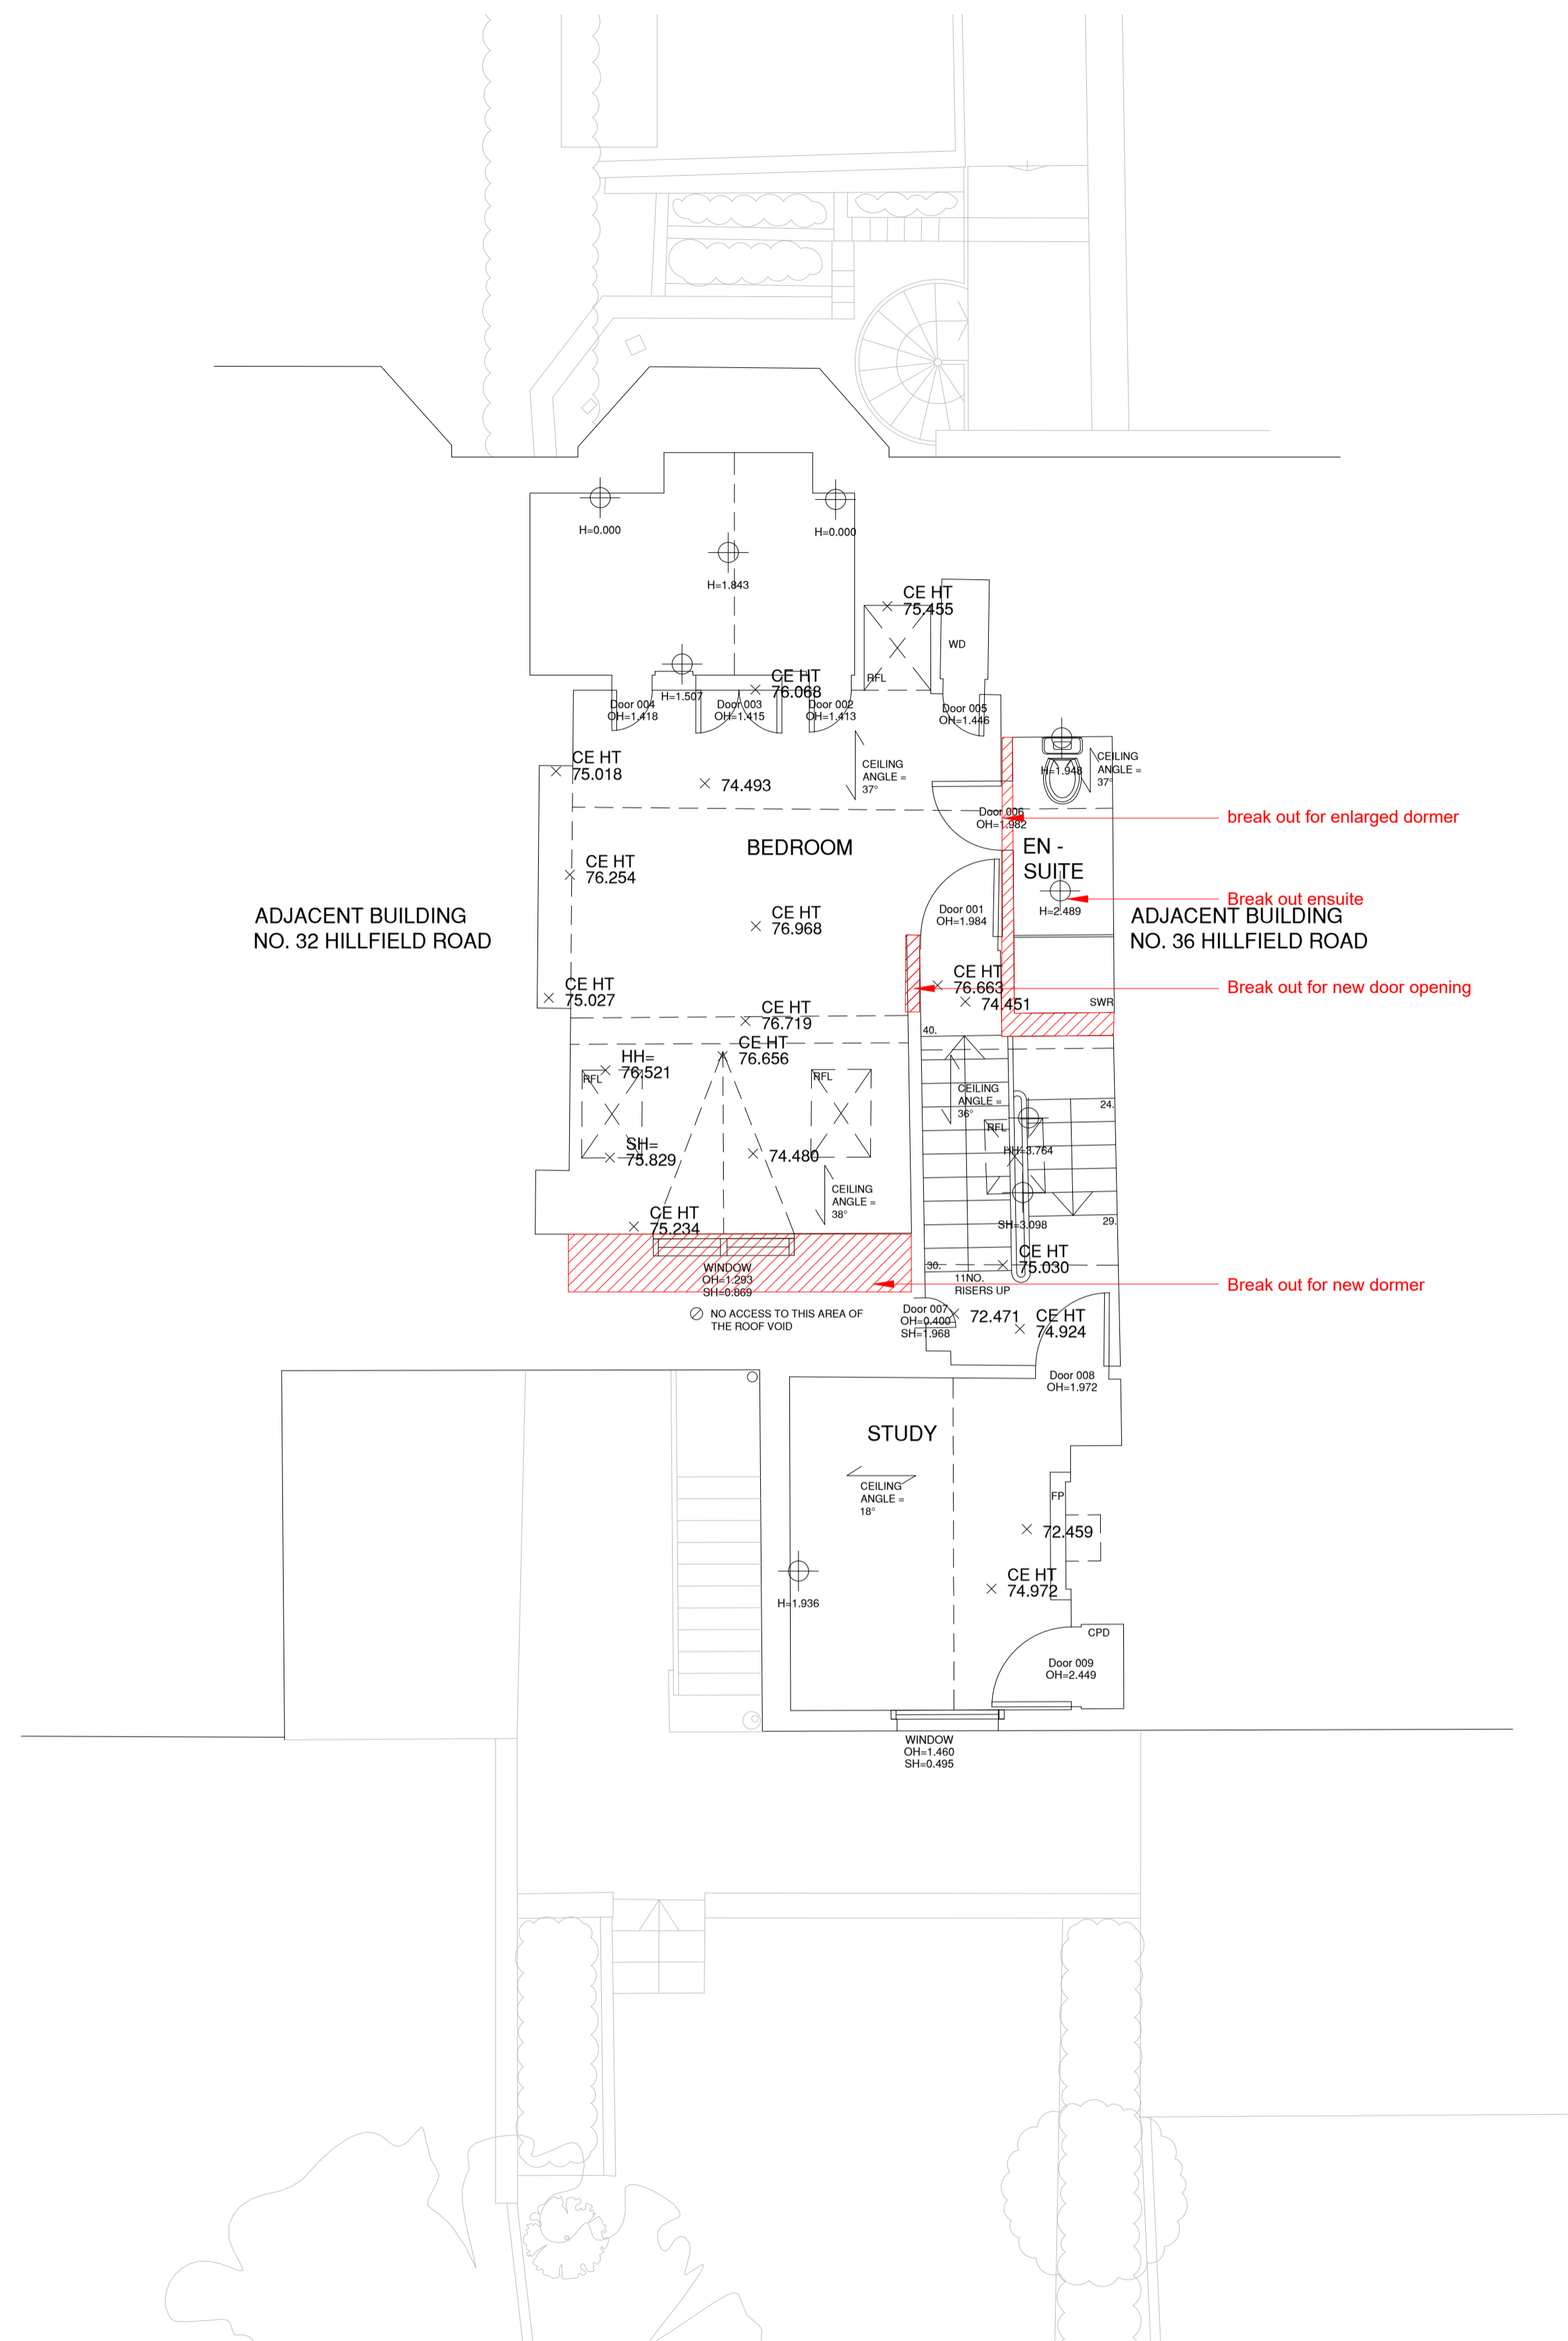 H=0.000
H=0.000
H=1.843
CE HT
75.455
WD
RFL
H=1.507
CE HT
76.068
Door 004
OH=1.418
Door 003
OH=1.415
Door 002
OH=1.413
Door 005
OH=1.446
CE HT
75.018
74.493
CEILING
ANGLE =
37°
H=1.948
CEILING
ANGLE =
37°
Door 006
OH=1.982
break out for enlarged dormer
BEDROOM
EN -
SUITE
CE HT
76.254
Break out ensuite
H=2.489
ADJACENT BUILDING
NO. 32 HILLFIELD ROAD
CE HT
76.968
Door 001
OH=1.984
ADJACENT BUILDING
NO. 36 HILLFIELD ROAD
CE HT
75.027
CE HT
76.663
74.451
Break out for new door opening
SWR
CE HT
76.719
40.
CE HT
76.656
HH=
76.521
RFL
RFL
CEILING
ANGLE =
36°
24.
RFL
HH=3.764
SH=
75.829
74.480
CEILING
ANGLE =
38°
CE HT
75.234
SH=3.098
29.
CE HT
75.030
30.
11NO.
RISERS UP
WINDOW
OH=1.293
SH=0.869
Break out for new dormer
NO ACCESS TO THIS AREA OF
THE ROOF VOID
Door 007
OH=0.400
SH=1.968
72.471
CE HT
74.924
Door 008
OH=1.972
STUDY
CEILING
ANGLE =
18°
FP
72.459
CE HT
74.972
H=1.936
CPD
Door 009
OH=2.449
WINDOW
OH=1.460
SH=0.495